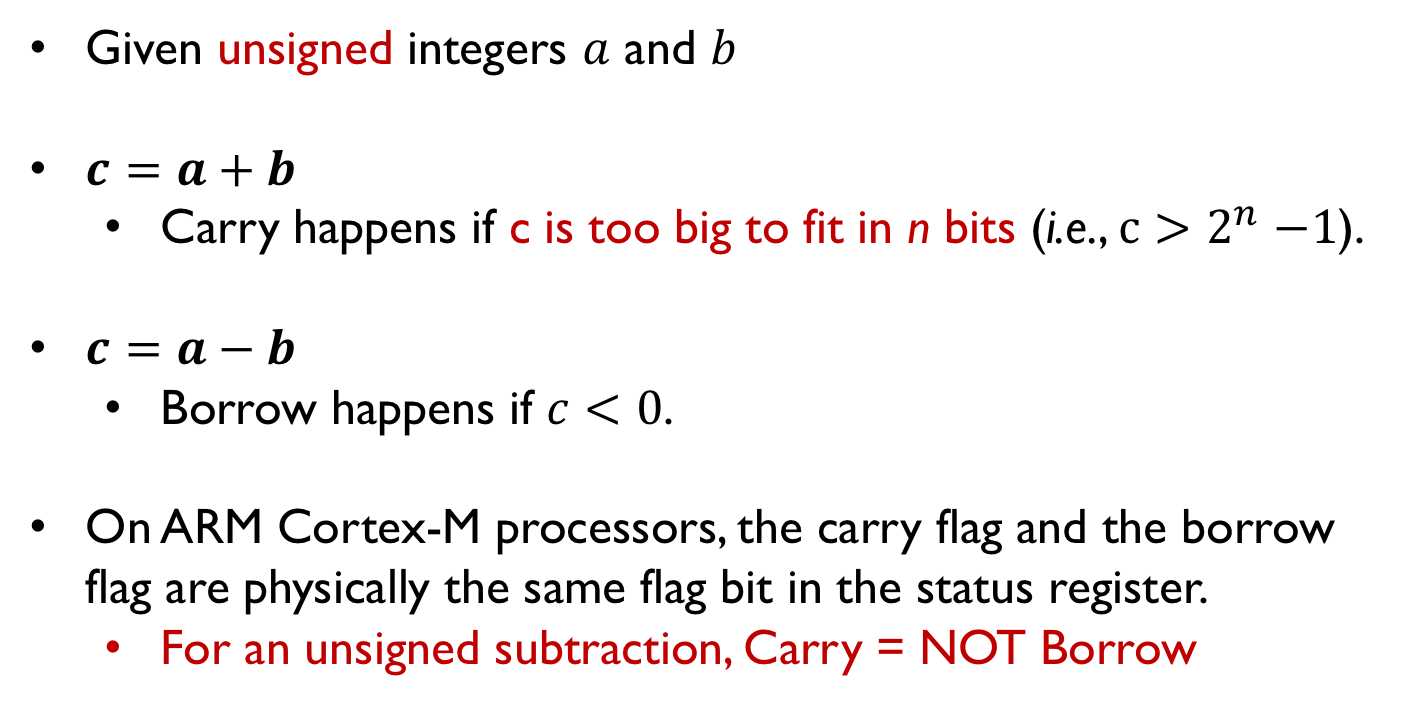 • Given unsigned integers a and b
• c = a + b
• Carry happens if c is too big to fit in n bits (i.e., c > 2ⁿ −1).
• c = a − b
• Borrow happens if c < 0.
• On ARM Cortex-M processors, the carry flag and the borrow
flag are physically the same flag bit in the status register.
• For an unsigned subtraction, Carry = NOT Borrow